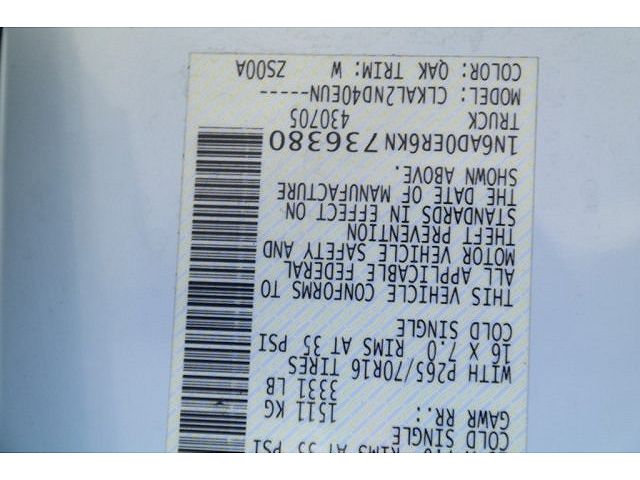 COLD SINGLE
GAWR RR.:
1511 KG
3331 LB
WITH P265/70R16 TIRES
16 X 7.0 RIMS AT 35 PSI
COLD SINGLE
THIS VEHICLE CONFORMS TO
ALL APPLICABLE FEDERAL
MOTOR VEHICLE SAFETY AND
THEFT PREVENTION
STANDARDS IN EFFECT ON
THE DATE OF MANUFACTURE
SHOWN ABOVE.
1N6AD0ER6KN736380
TRUCK 430705
MODEL: CLKAL2ND40EUN-----
COLOR: QAK TRIM: W ZS00A